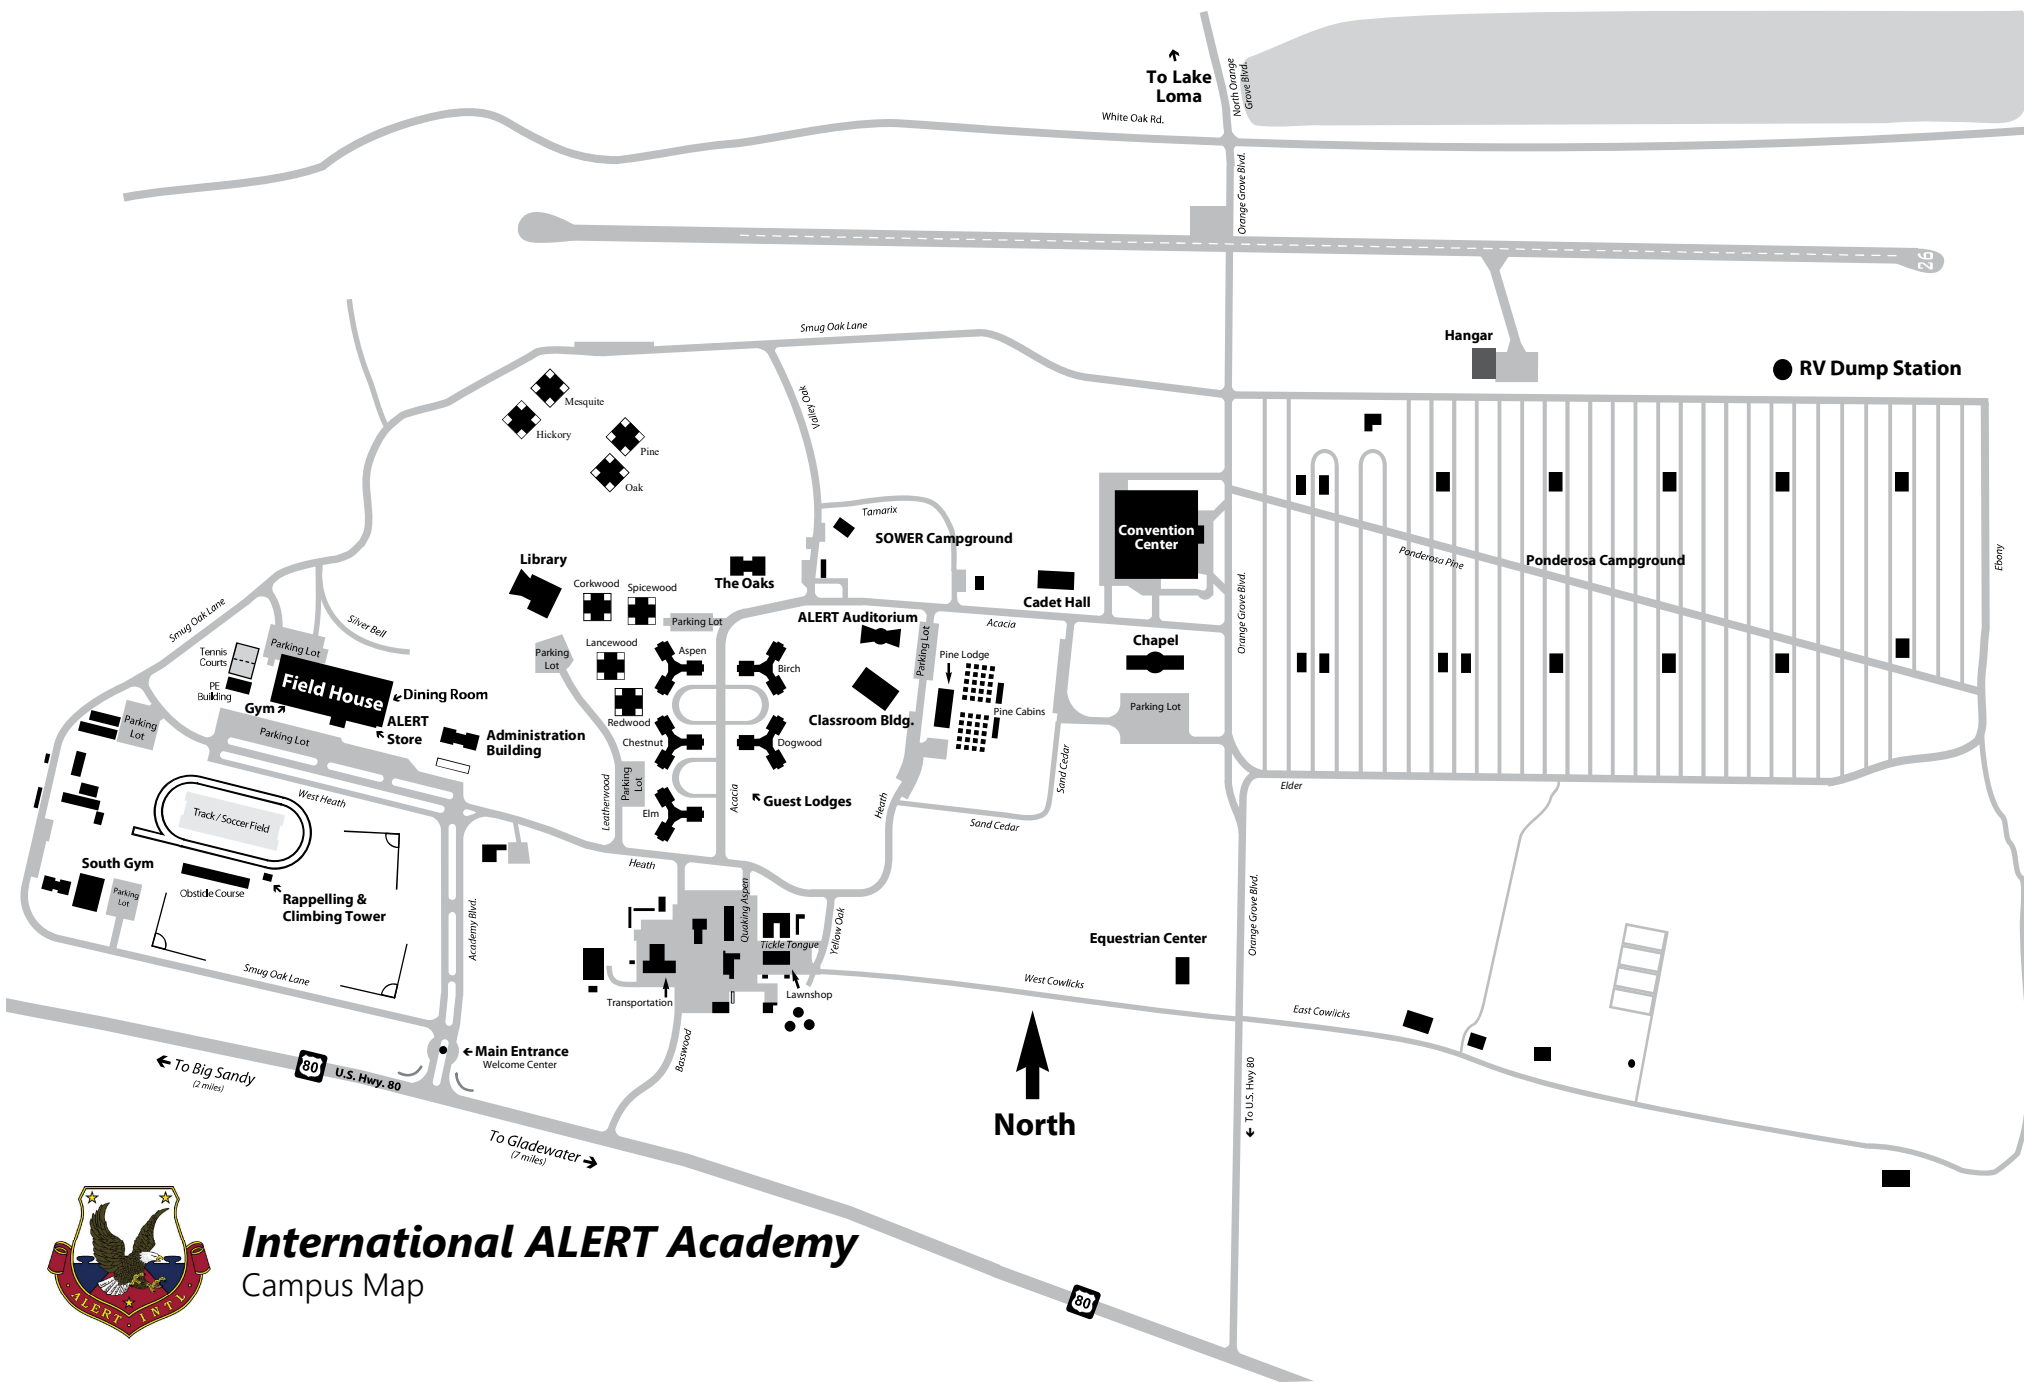 To Lake
Loma
North Orange
Grove Blvd.
White Oak Rd.
Orange Grove Blvd.
26
Smug Oak Lane
Hangar
RV Dump Station
Valley Oak
Mesquite
Hickory
Pine
Oak
Tamarix
SOWER Campground
Convention
Center
Ponderosa Pine
Ponderosa Campground
Ebony
Library
The Oaks
Corkwood
Spicewood
Cadet Hall
Orange Grove Blvd.
Smug Oak Lane
Silver Bell
Parking Lot
ALERT Auditorium
Acacia
Chapel
Parking Lot
Tennis
Courts
PE
Building
Field House
Dining Room
Gym
ALERT
Store
Parking
Lot
Lancewood
Aspen
Birch
Parking Lot
Pine Lodge
Pine Cabins
Parking Lot
Redwood
Classroom Bldg.
Parking
Lot
Parking Lot
Administration
Building
Chestnut
Dogwood
Sand Cedar
West Heath
Leatherwood
Parking
Lot
Acacia
Guest Lodges
Elm
Heath
Sand Cedar
Elder
Track / Soccer Field
South Gym
Parking
Lot
Obsticle Course
Rappelling &
Climbing Tower
Heath
Academy Blvd.
Quaking Aspen
Tickle Tongue
Yellow Oak
Orange Grove Blvd.
Equestrian Center
Smug Oak Lane
Transportation
Lawnshop
West Cowlicks
East Cowlicks
Main Entrance
Welcome Center
Basswood
To Big Sandy
(2 miles)
80
U.S. Hwy. 80
To U.S. Hwy 80
North
To Gladewater
(7 miles)
80
ALERT INTL
International ALERT Academy
Campus Map